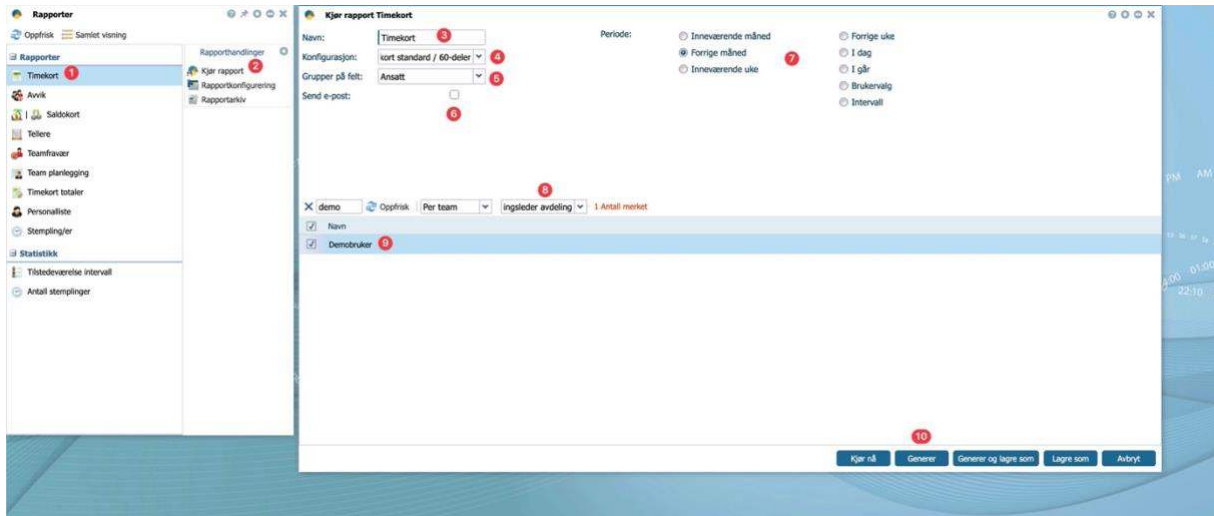 Rapporter
Oppfrisk Samlet visning
Rapporter
Timekort 1
Avvik
| Saldokort
Tellere
Teamfravær
Team planlegging
Timekort totaler
Personalliste
Stempling/er
Statistikk
Tilstedeværelse intervall
Antall stemplinger
Rapporthandlinger
Kjør rapport 2
Rapportkonfigurering
Rapportarkiv
Kjør rapport Timekort
Navn: Timekort 3
Konfigurasjon: kort standard / 60-deler 4
Grupper på felt: Ansatt 5
Send e-post:
6
Periode:
Inneværende måned
Forrige måned
Inneværende uke
7
Forrige uke
I dag
I går
Brukervalg
Intervall
8
demo Oppfrisk Per team ingsleder avdeling 1 Antall merket
Navn
Demobruker 9
10
Kjør nå Generer Generer og lagre som Lagre som Avbryt
PM AM
01:00
22:10